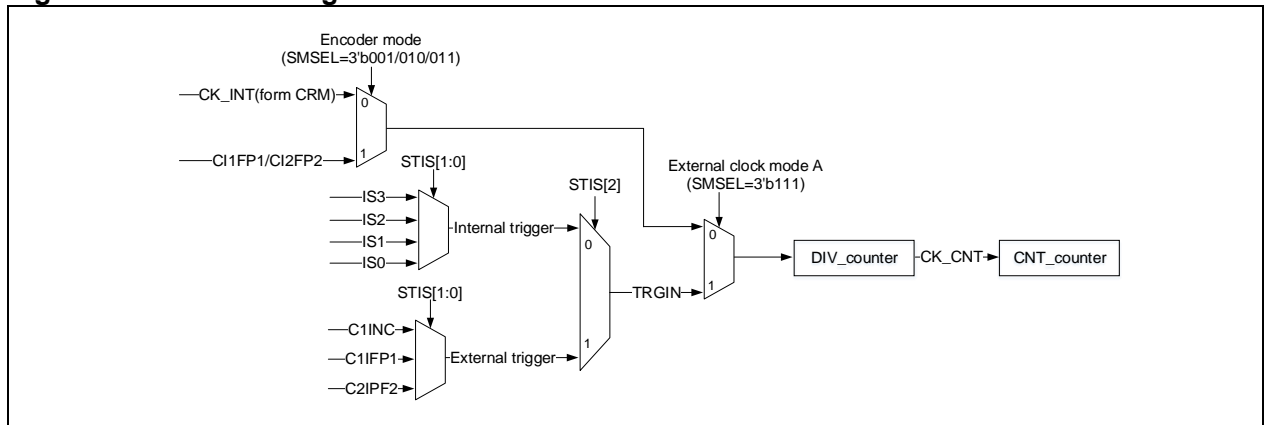 Encoder mode
(SMSEL=3'b001/010/011)
CK_INT(form CRM)
0
CI1FP1/CI2FP2
1
STIS[1:0]
External clock mode A
(SMSEL=3'b111)
STIS[2]
IS3
IS2
Internal trigger
0
0
IS1
IS0
DIV_counter
CK_CNT
CNT_counter
STIS[1:0]
TRGIN
1
C1INC
1
C1IFP1
External trigger
C2IPF2